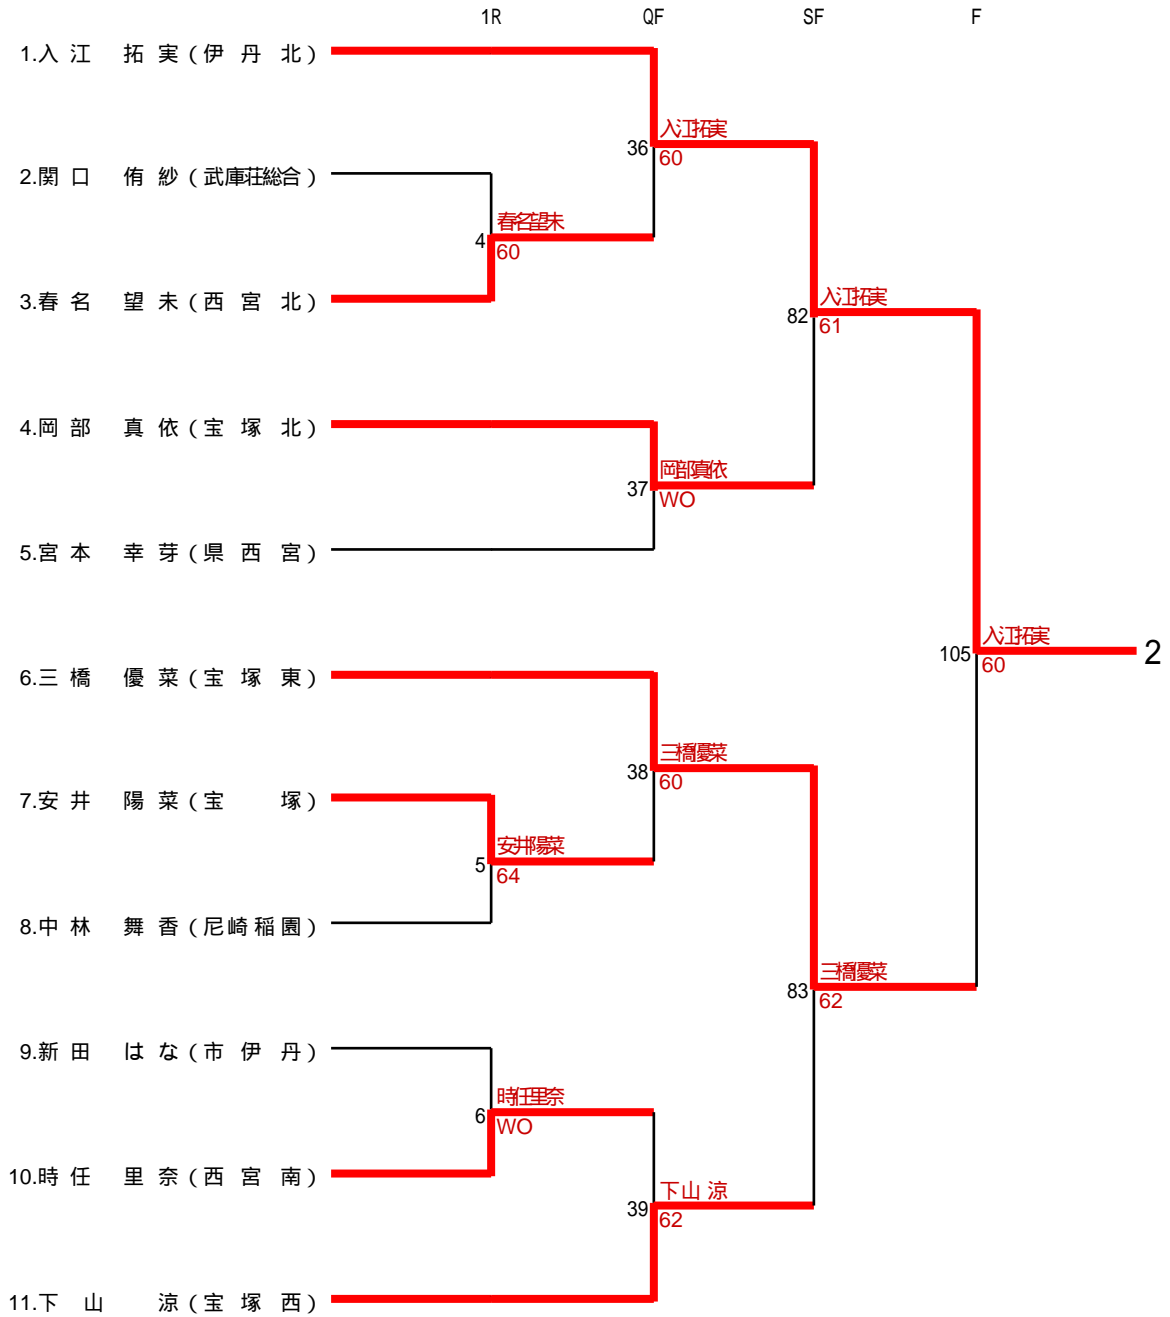 1R QF SF F
1.入江 拓実(伊丹北)
入江拓実
36
60
2.関口 侑紗(武庫荘総合)
春名望未
4
60
3.春名 望未(西宮北)
入江拓実
82
61
4.岡部 真依(宝塚北)
岡部真依
37
WO
5.宮本 幸芽(県西宮)
入江拓実
105
60
2
6.三橋 優菜(宝塚東)
三橋優菜
38
60
7.安井 陽菜(宝塚)
安井陽菜
5
64
8.中林 舞香(尼崎稲園)
三橋優菜
83
62
9.新田 はな(市伊丹)
時任里奈
6
WO
10.時任 里奈(西宮南)
下山 涼
39
62
11.下山 涼(宝塚西)